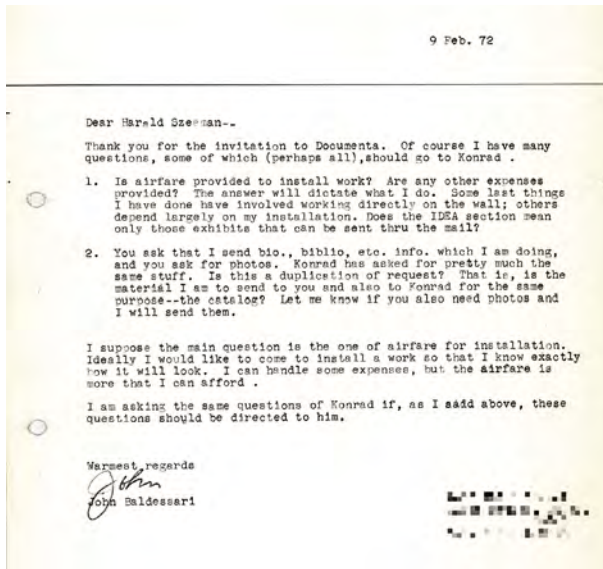 9 Feb. 72
Dear Harald Szeeman--
Thank you for the invitation to Documenta. Of course I have many
questions, some of which (perhaps all),should go to Konrad .
1. Is airfare provided to install work? Are any other expenses
provided? The answer will dictate what I do. Some last things
I have done have involved working directly on the wall; others
depend largely on my installation. Does the IDEA section mean
only those exhibits that can be sent thru the mail?
2. You ask that I send bio., biblio, etc. info. which I am doing,
and you ask for photos. Konrad has asked for pretty much the
same stuff. Is this a duplication of request? That is, is the
material I am to send to you and also to Konrad for the same
purpose--the catalog? Let me know if you also need photos and
I will send them.
I suppose the main question is the one of airfare for installation.
Ideally I would like to come to install a work so that I know exactly
how it will look. I can handle some expenses, but the airfare is
more that I can afford .
I am asking the same questions of Konrad if, as I sadd above, these
questions should be directed to him.
Warmest regards
John
John Baldessari